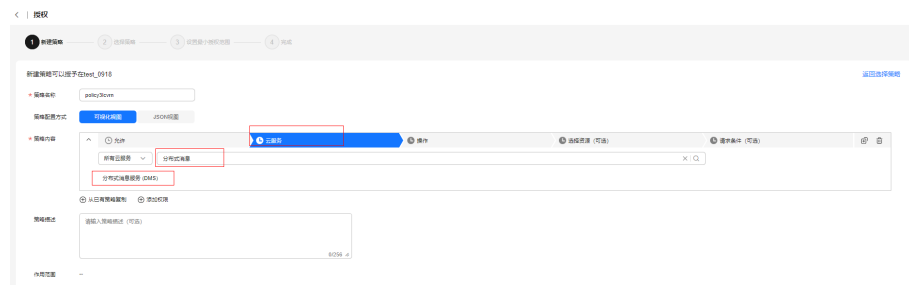 授权
1 新建策略 2 选择策略 3 设置最小授权范围 4 完成
新建策略可以授予在test_0918 返回选择策略
* 策略名称 policy3lcvm
策略配置方式 可视化视图 JSON视图
* 策略内容 允许 云服务 操作 选择资源（可选） 请求条件（可选）
所有云服务 分布式消息
分布式消息服务 (DMS)
从已有策略复制 添加权限
策略描述 请输入策略描述（可选）
0/256
作用范围 --